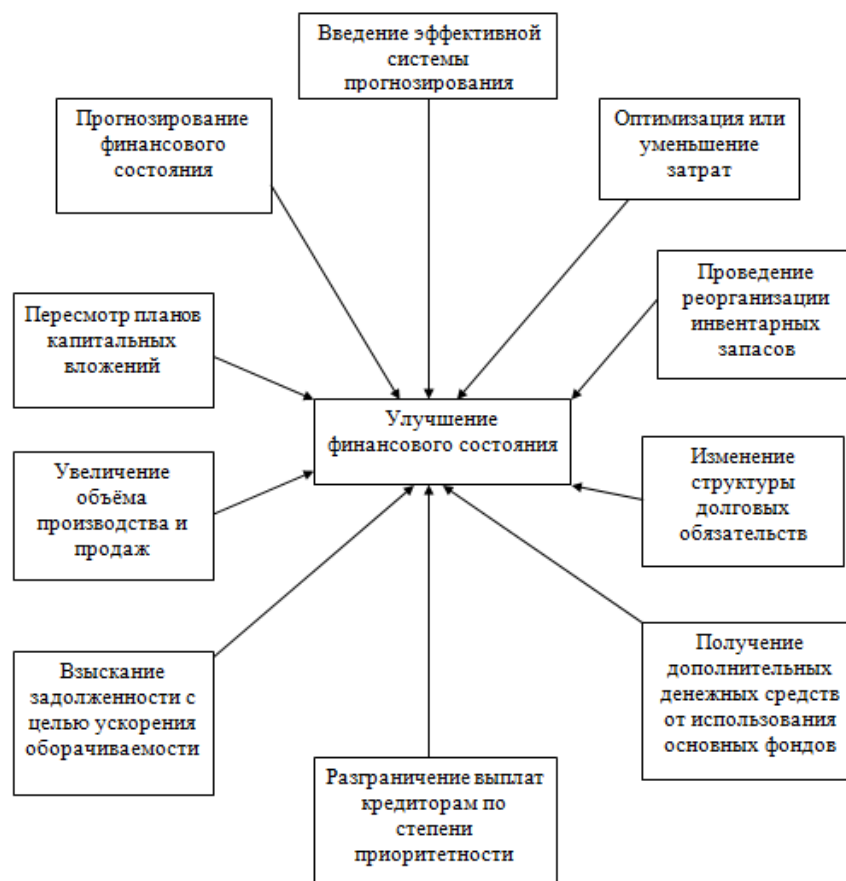 Введение эффективной
системы
прогнозирования
Прогнозирование
финансового
состояния
Оптимизация или
уменьшение
затрат
Проведение
реорганизации
инвентарных
запасов
Пересмотр планов
капитальных
вложений
Улучшение
финансового состояния
Увеличение
объёма
производства и
продаж
Изменение
структуры
долговых
обязательств
Взыскание
задолженности с
целью ускорения
оборачиваемости
Получение
дополнительных
денежных средств
от использования
основных фондов
Разграничение выплат
кредиторам по
степени
приоритетности